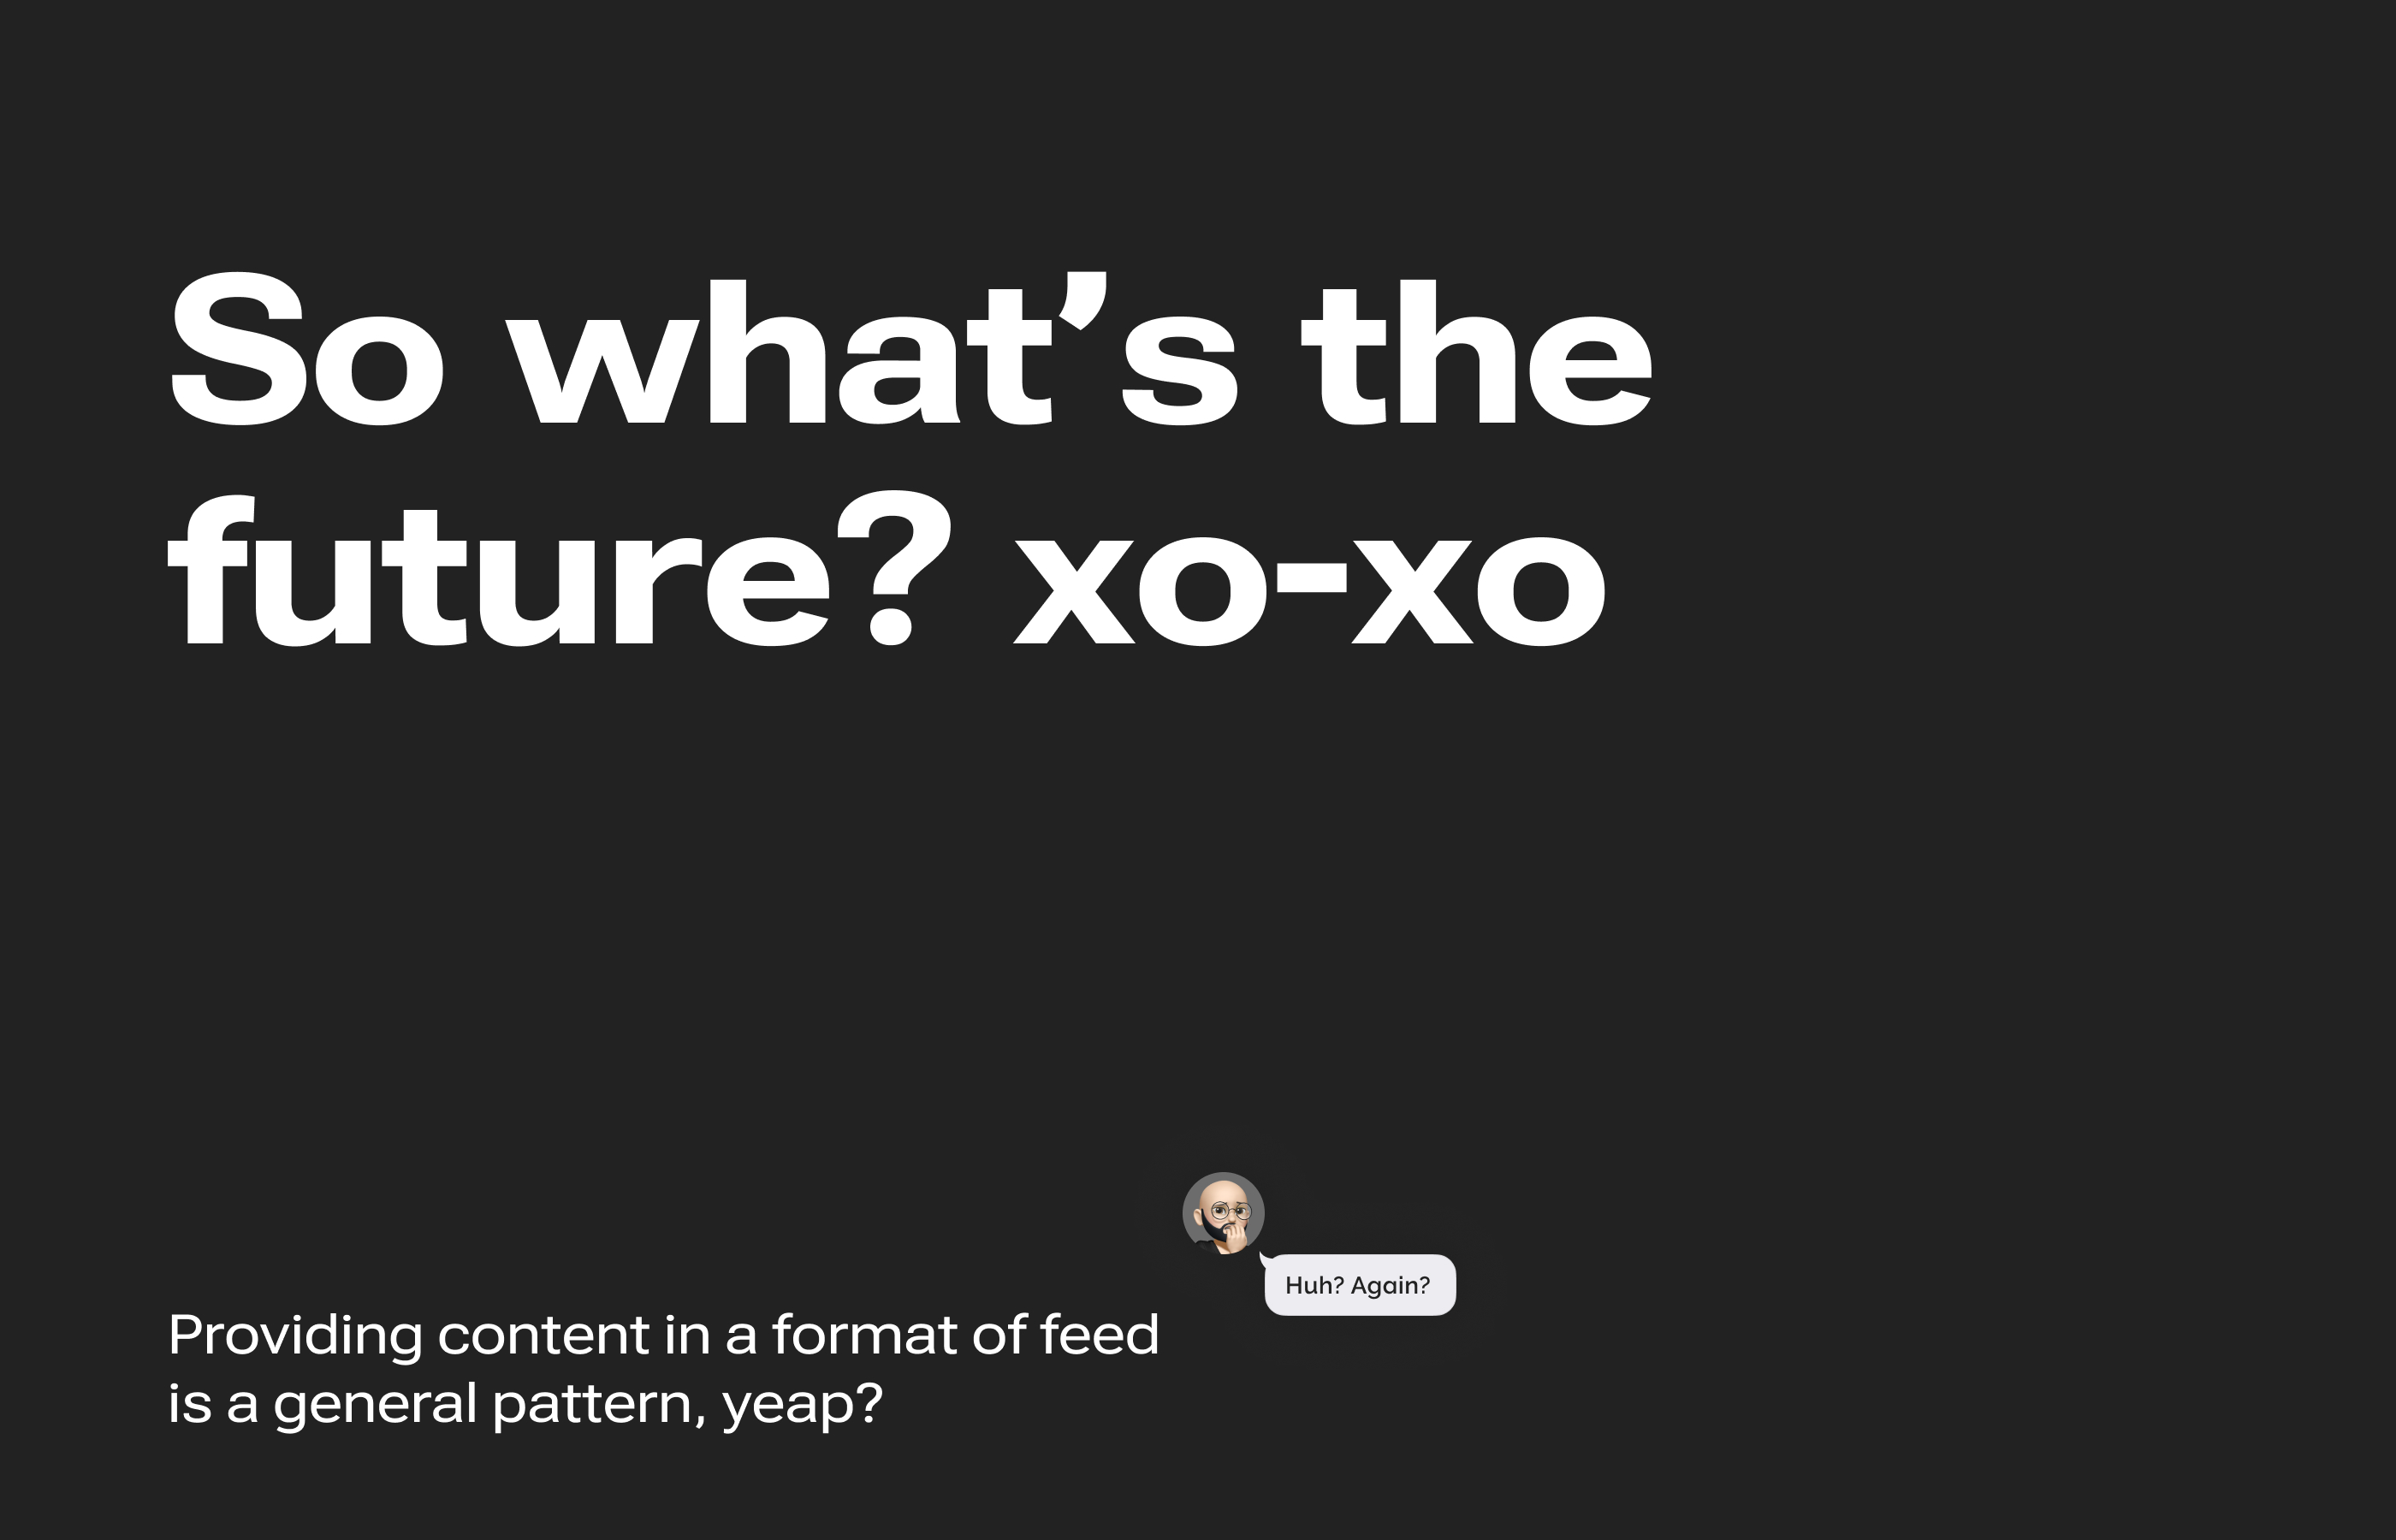 So what’s the
future? xo-xo
Huh? Again?
Providing content in a format of feed
is a general pattern, yeap?